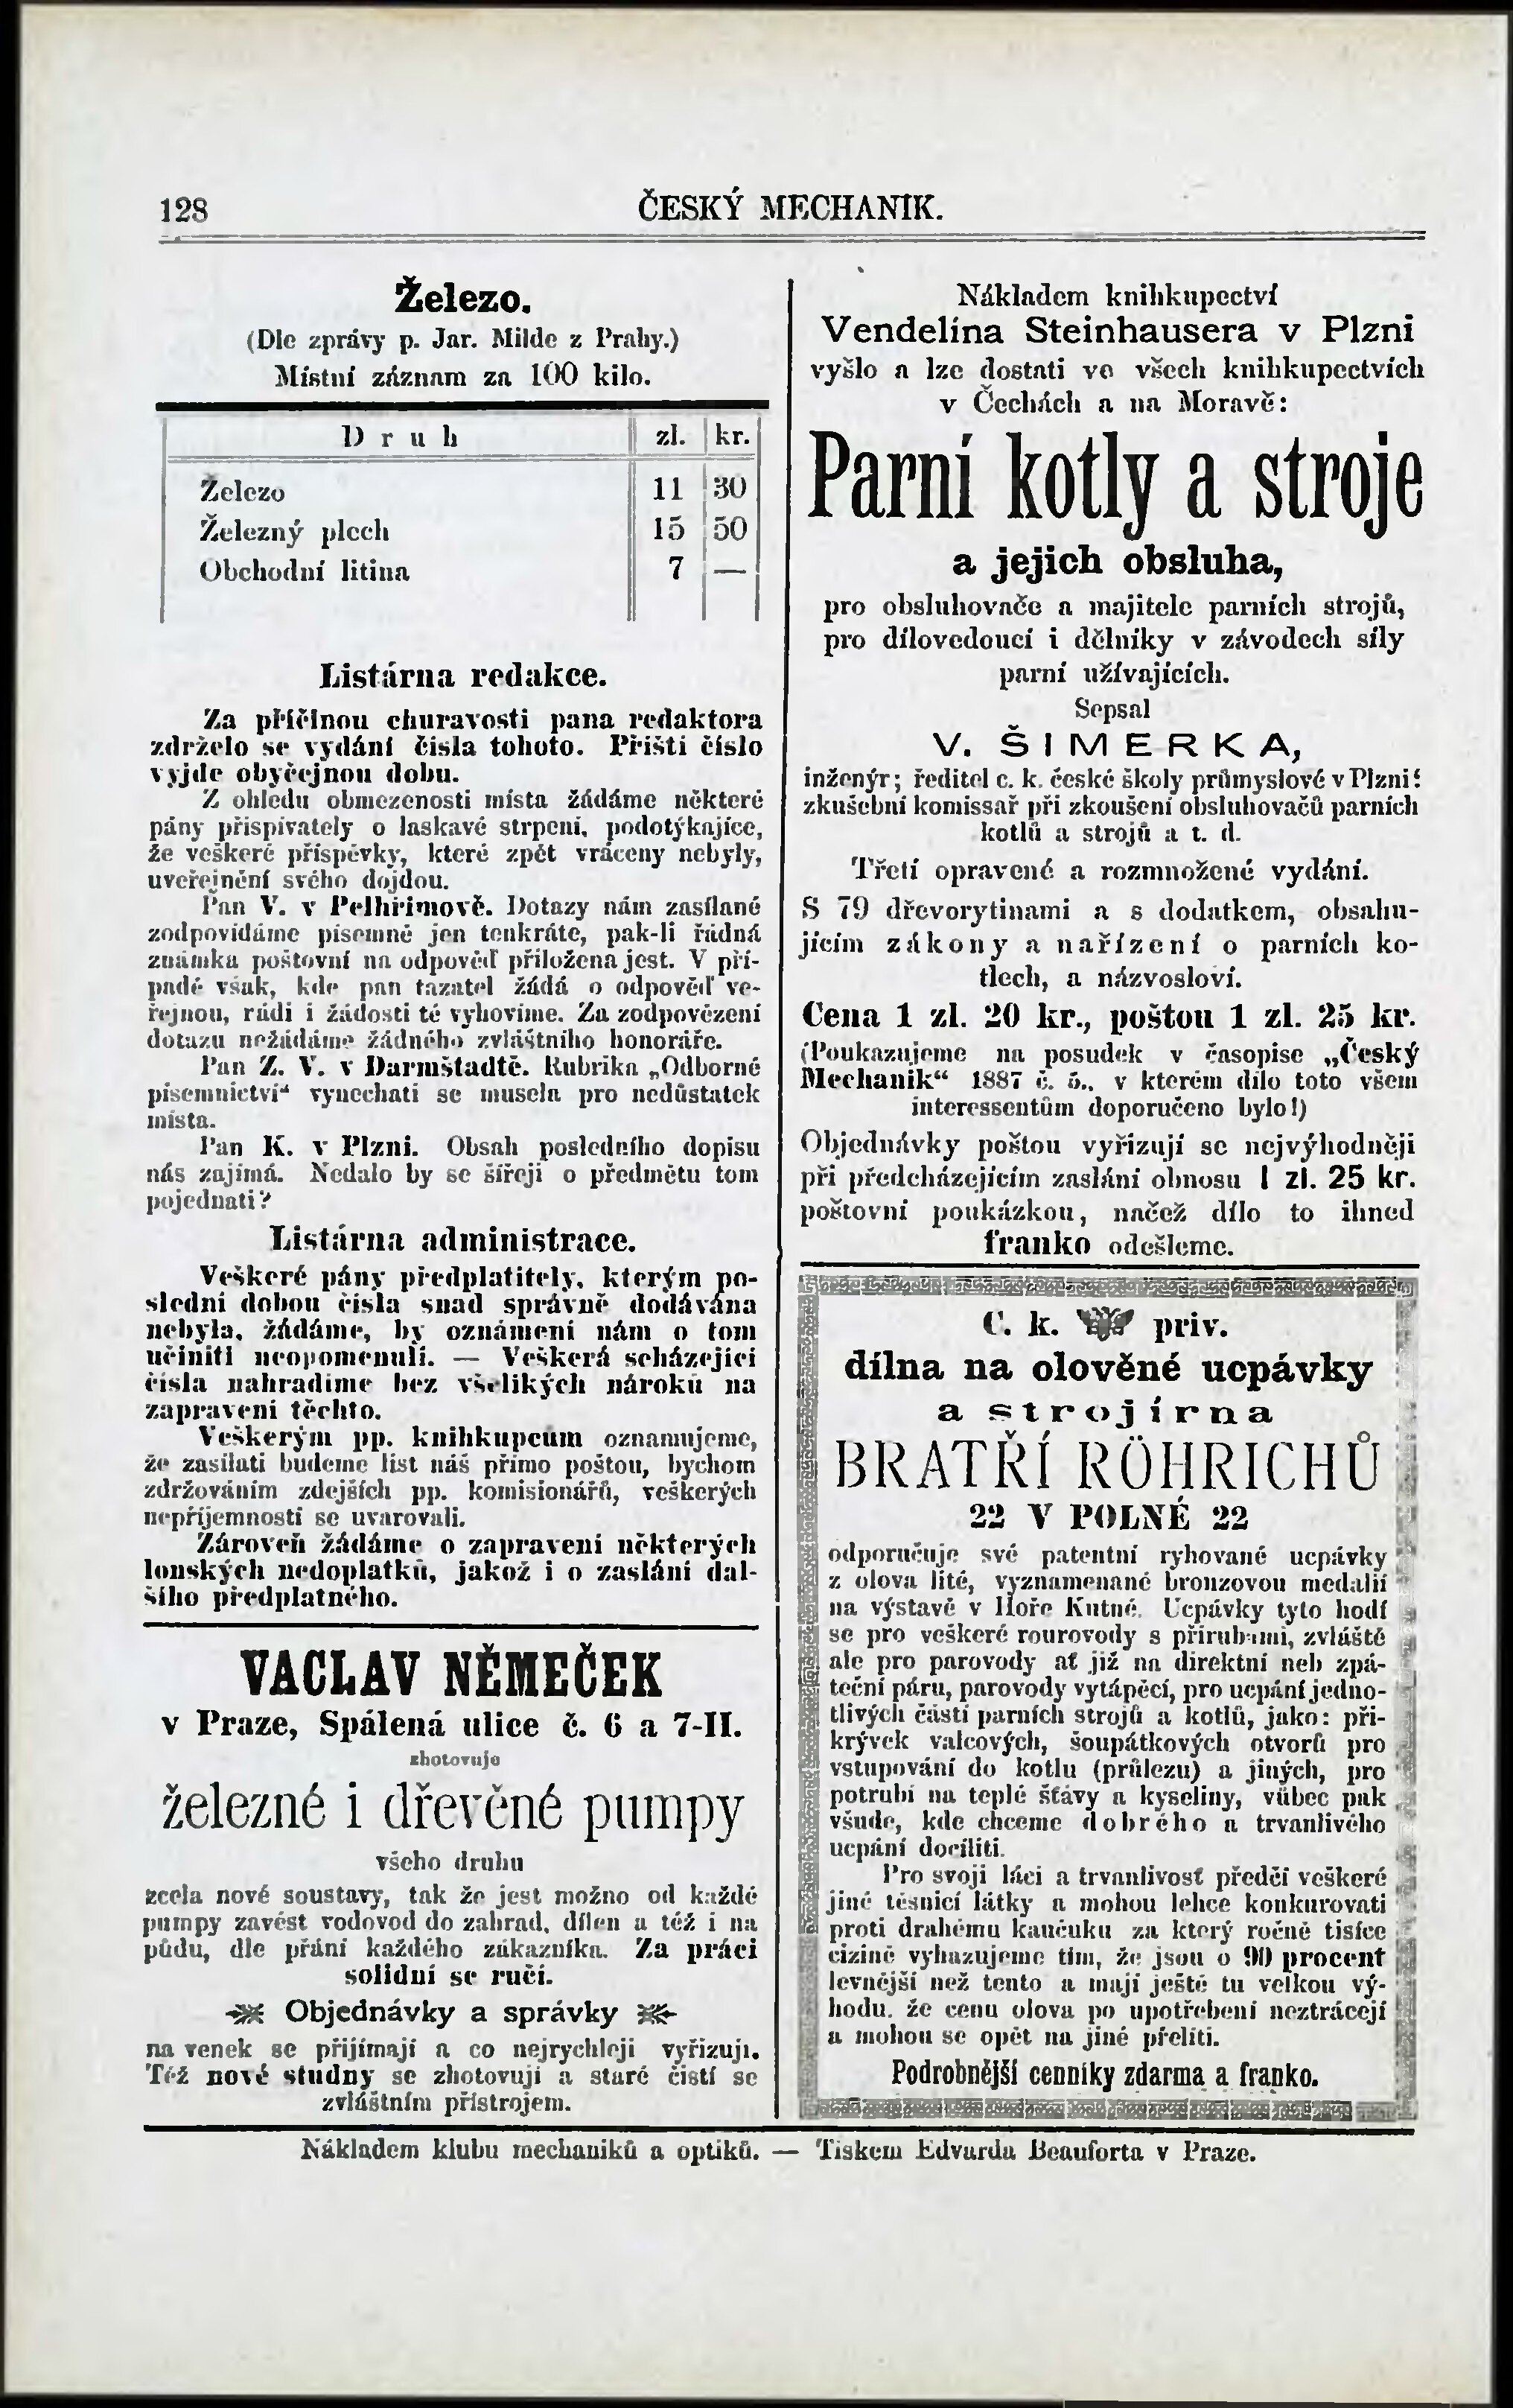 128
ČESKÝ MECHANIK.
Železo.
(Dle zprávy p. Jar. Milde z Prahy.)
Místní záznam za 100 kilo.
Druh zl. kr.
Železo 11 30
Železný plech 15 50
Obchodní litina 7 —
Listárna redakce.
Za příčinou churavosti pana redaktora
zdrželo se vydání čísla tohoto. Příští číslo
vyjde obyčejnou dobu.
Z ohledu obmezenosti místa žádáme některé
pány přispívately o laskavé strpení, podotýkajíce,
že veškeré příspěvky, které zpět vráceny nebyly,
uveřejnění svého dojdou.
Pan V. v Pelhřimově. Dotazy nám zasílané
zodpovídáme písemně jen tenkráte, pak-li řádná
známka poštovní na odpověď přiložena jest. V pří-
padě však, kde pan tazatel žádá o odpověď ve-
řejnou, rádi i žádosti té vyhovíme. Za zodpovězení
dotazu nežádáme žádného zvláštního honoráře.
Pan Z. V. v Darmštadtě. Rubrika „Odborné
písemnictví“ vynechati se musela pro nedůstatek
místa.
Pan K. v Plzni. Obsah posledního dopisu
nás zajímá. Nedalo by se šířeji o předmětu tom
pojednati?
Listárna administrace.
Veškeré pány předplatitely, kterým po-
slední dobou čísla snad správně dodávána
nebyla, žádáme, by oznámení nám o tom
učiniti neopomenuli. — Veškerá scházející
čísla nahradíme bez všelikých nároků na
zapravení těchto.
Veškerým pp. knihkupcům oznamujeme,
že zasílati budeme list náš přímo poštou, bychom
zdržováním zdejších pp. komisionářů, veškerých
nepříjemností se uvarovali.
Zároveň žádáme o zapravení některých
lonských nedoplatků, jakož i o zaslání dal-
šího předplatného.
VACLAV NĚMEČEK
v Praze, Spálená ulice č. 6 a 7-II.
zhotovuje
železné i dřevěné pumpy
všeho druhu
zcela nové soustavy, tak že jest možno od každé
pumpy zavést vodovod do zahrad, dílen a též i na
půdu, dle přání každého zákazníka. Za práci
solidní se ručí.
Objednávky a správky
na venek se přijímají a co nejrychleji vyřizují.
Též nové studny se zhotovují a staré čistí se
zvláštním přístrojem.
Nákladem knihkupectví
Vendelína Steinhausera v Plzni
vyšlo a lze dostati ve všech knihkupectvích
v Čechách a na Moravě:
Parní kotly a stroje
a jejich obsluha,
pro obsluhovače a majitele parních strojů,
pro dílovedoucí i dělníky v závodech síly
parní užívajících.
Sepsal
V. ŠIMERKA,
inženýr; ředitel c. k. české školy průmyslové v Plzni;
zkušební komissař při zkoušení obsluhovačů parních
kotlů a strojů a t. d.
Třetí opravené a rozmnožené vydání.
S 79 dřevorytinami a s dodatkem, obsahu-
jícím zákony a nařízení o parních ko-
tlech, a názvosloví.
Cena 1 zl. 20 kr., poštou 1 zl. 25 kr.
(Poukazujeme na posudek v časopise „Český
Mechanik“ 1887 č. 5., v kterém dílo toto všem
interessentům doporučeno bylo!)
Objednávky poštou vyřizují se nejvýhodněji
při předcházejícím zaslání obnosu 1 zl. 25 kr.
poštovní poukázkou, načež dílo to ihned
franko odešleme.
C. k. priv.
dílna na olověné ucpávky
a strojírna
BRATŘÍ RÖHRICHŮ
22 V POLNÉ 22
odporučuje své patentní ryhované ucpávky
z olova lité, vyznamenané bronzovou medalií
na výstavě v Hoře Kutné. Ucpávky tyto hodí
se pro veškeré rourovody s přírubami, zvláště
ale pro parovody ať již na direktní neb zpá-
teční páru, parovody vytápěcí, pro ucpání jedno-
tlivých částí parních strojů a kotlů, jako: při-
krývek valcových, šoupátkových otvorů pro
vstupování do kotlu (průlezu) a jiných, pro
potrubí na teplé šťávy a kyseliny, vůbec pak
všude, kde chceme dobrého a trvanlivého
ucpání docíliti.
Pro svoji láci a trvanlivosť předčí veškeré
jiné těsnicí látky a mohou lehce konkurovati
proti drahému kaučuku za který ročně tisíce
cizině vyhazujeme tím, že jsou o 90 procent
levnější než tento a mají ještě tu velkou vý-
hodu, že cenu olova po upotřebení neztrácejí
a mohou se opět na jiné přelíti.
Podrobnější cenníky zdarma a franko.
Nákladem klubu mechaniků a optiků. — Tiskem Edvarda Beauforta v Praze.